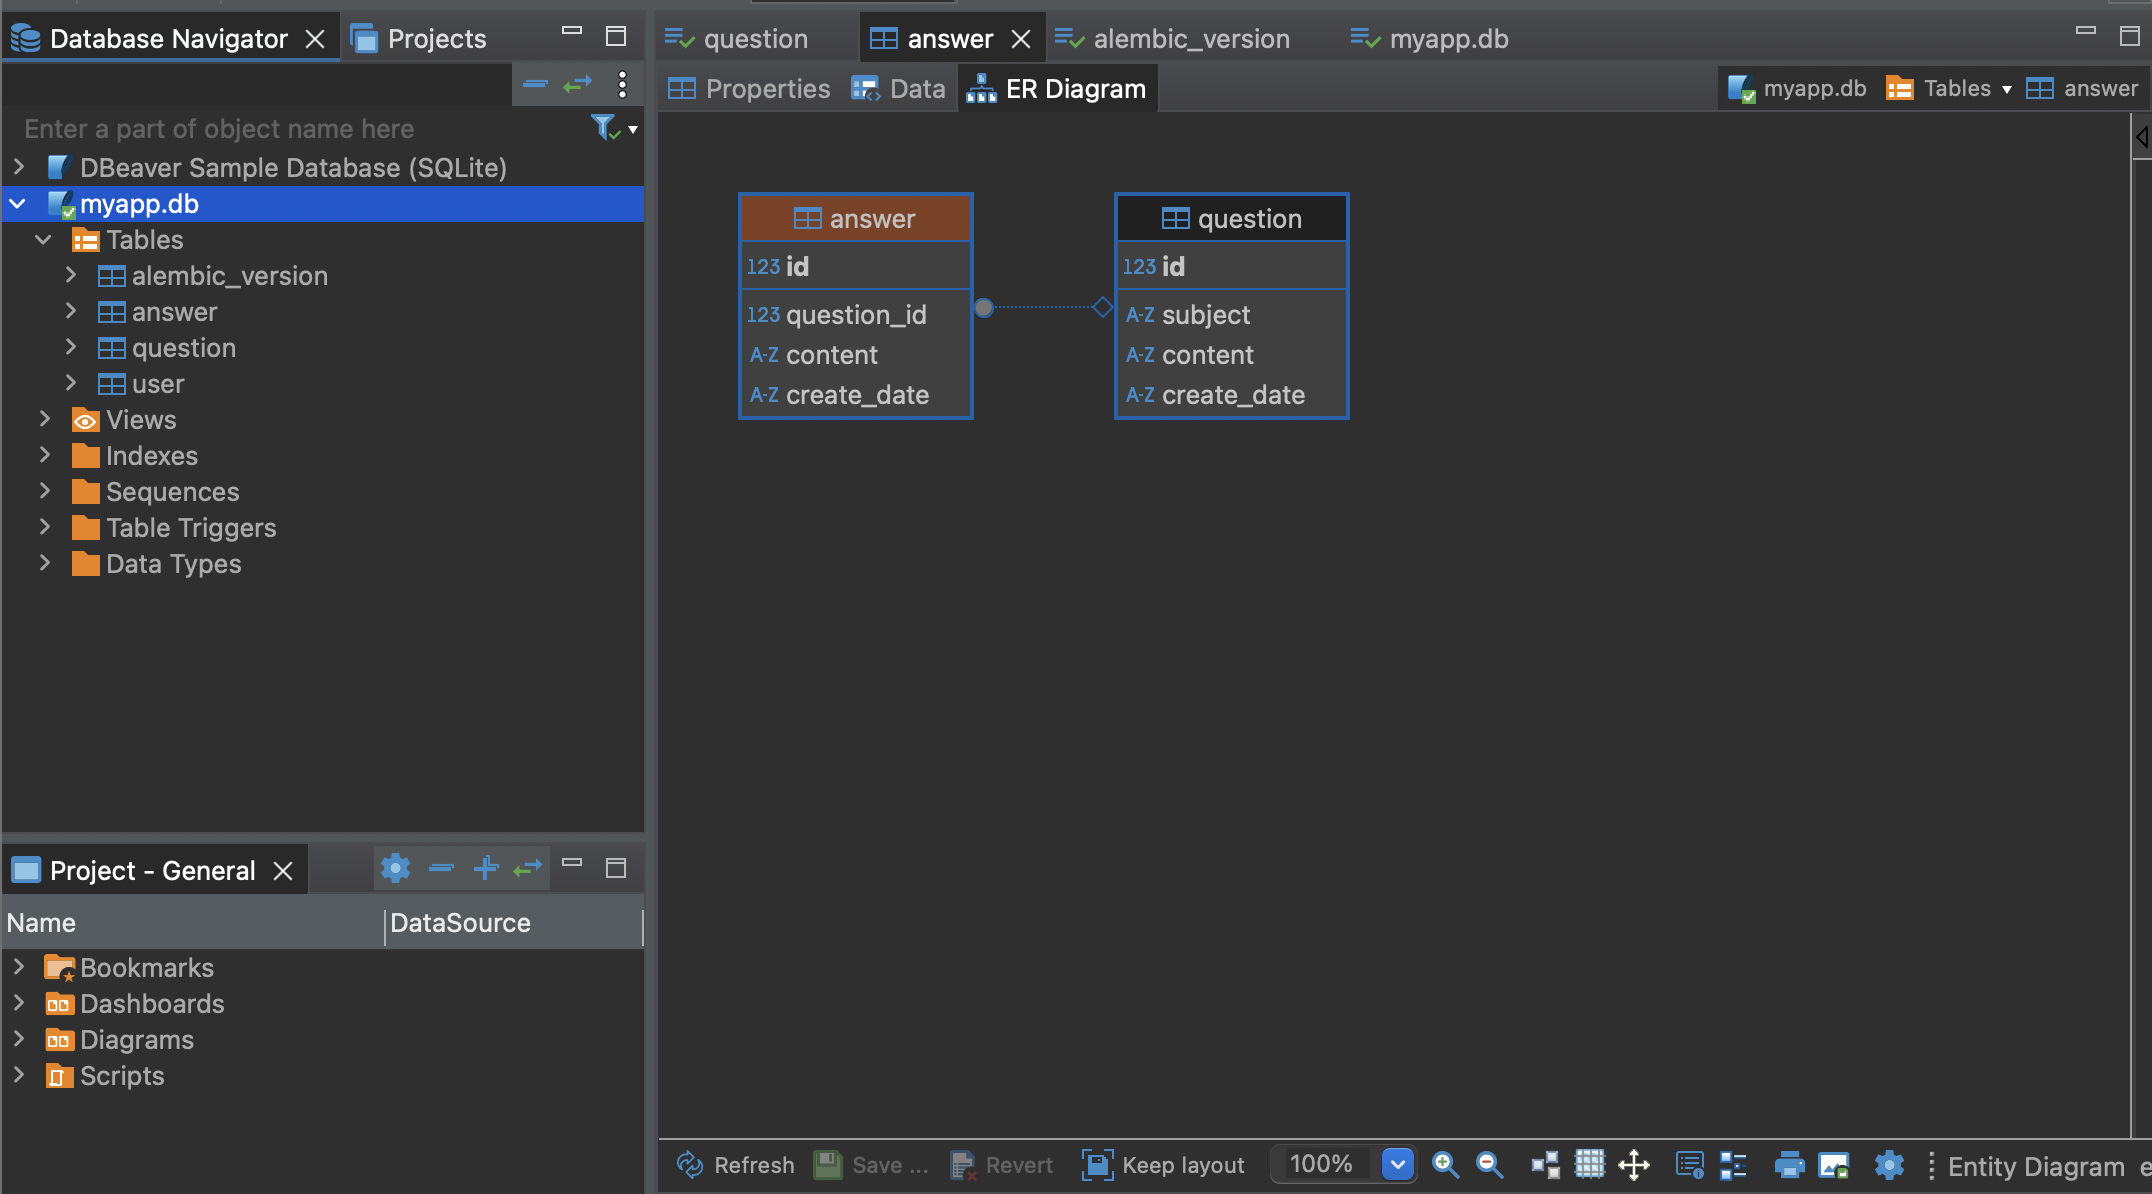 Database Navigator
Projects
Enter a part of object name here
DBeaver Sample Database (SQLite)
myapp.db
Tables
alembic_version
answer
question
user
Views
Indexes
Sequences
Table Triggers
Data Types
Project - General
Name DataSource
Bookmarks
Dashboards
Diagrams
Scripts
question answer alembic_version myapp.db
Properties Data ER Diagram myapp.db Tables answer
answer
123 id
123 question_id
A-Z content
A-Z create_date
question
123 id
A-Z subject
A-Z content
A-Z create_date
Refresh Save ... Revert Keep layout 100% Entity Diagram e